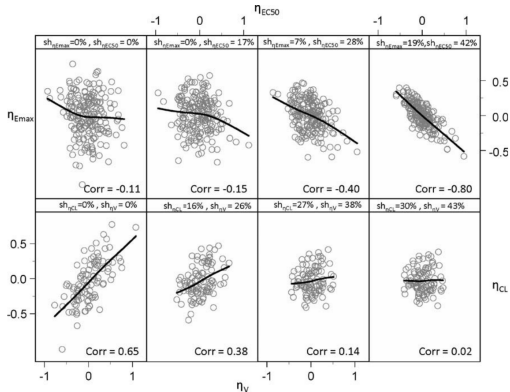 ηEC50
-1 0 1 -1 0 1
shηEmax=0% , shηEC50=0% shηEmax=0% , shηEC50=17% shηEmax=7% , shηEC50=28% shηEmax=19%,shηEC50=42%
ηEmax
0.5
0.0
-0.5
Corr = -0.11 Corr = -0.15 Corr = -0.40 Corr = -0.80
shηCL=0% , shηV=0% shηCL=16% , shηV=26% shηCL=27% , shηV=38% shηCL=30% , shηV=43%
0.5
0.0
-0.5
ηCL
Corr = 0.65 Corr = 0.38 Corr = 0.14 Corr = 0.02
-1 0 1 -1 0 1
ηV